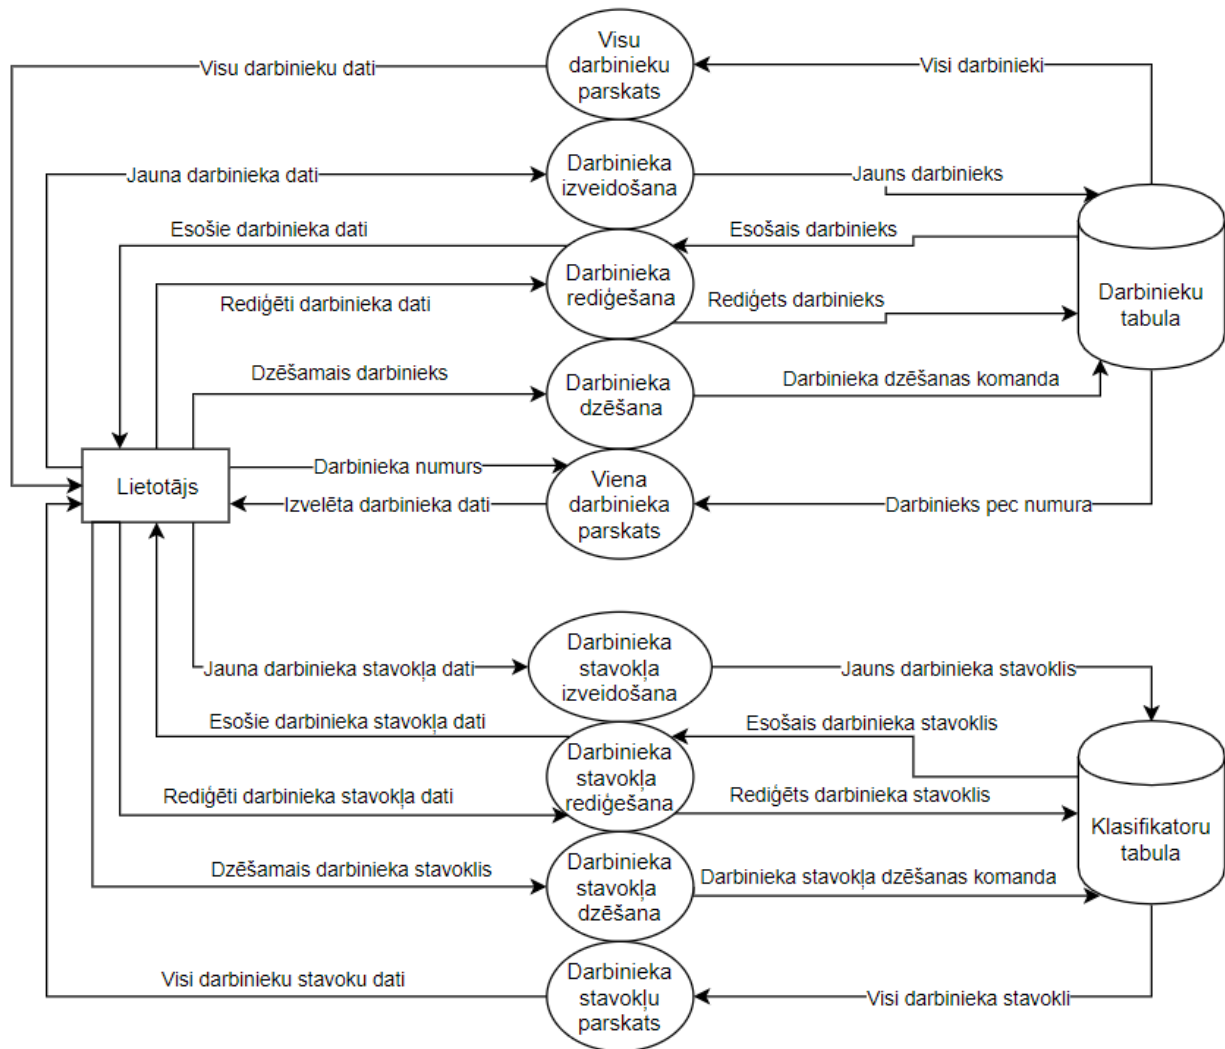 Visu
darbinieku
parskats
Visu darbinieku dati
Visi darbinieki
Darbinieka
izveidošana
Jauna darbinieka dati
Jauns darbinieks
Esošie darbinieka dati
Esošais darbinieks
Darbinieka
rediģešana
Rediģēti darbinieka dati
Rediģets darbinieks
Darbinieku
tabula
Dzēšamais darbinieks
Darbinieka
dzēšana
Darbinieka dzēšanas komanda
Lietotājs
Darbinieka numurs
Izvelēta darbinieka dati
Viena
darbinieka
parskats
Darbinieks pec numura
Jauna darbinieka stavokļa dati
Darbinieka
stavokļa
izveidošana
Jauns darbinieka stavoklis
Esošie darbinieka stavokļa dati
Esošais darbinieka stavoklis
Darbinieka
stavokļa
rediģešana
Rediģēti darbinieka stavokļa dati
Rediģēts darbinieka stavoklis
Klasifikatoru
tabula
Dzēšamais darbinieka stavoklis
Darbinieka
stavokļa
dzēšana
Darbinieka stavokļa dzēšanas komanda
Visi darbinieku stavoku dati
Darbinieka
stavokļu
parskats
Visi darbinieka stavokli